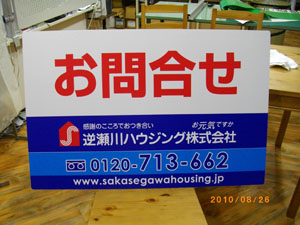 お問合せ
感謝のこころでおつき合い
お元気ですか
逆瀬川ハウジング株式会社
0120-713-662
www.sakasegawahousing.jp
2010/08/26